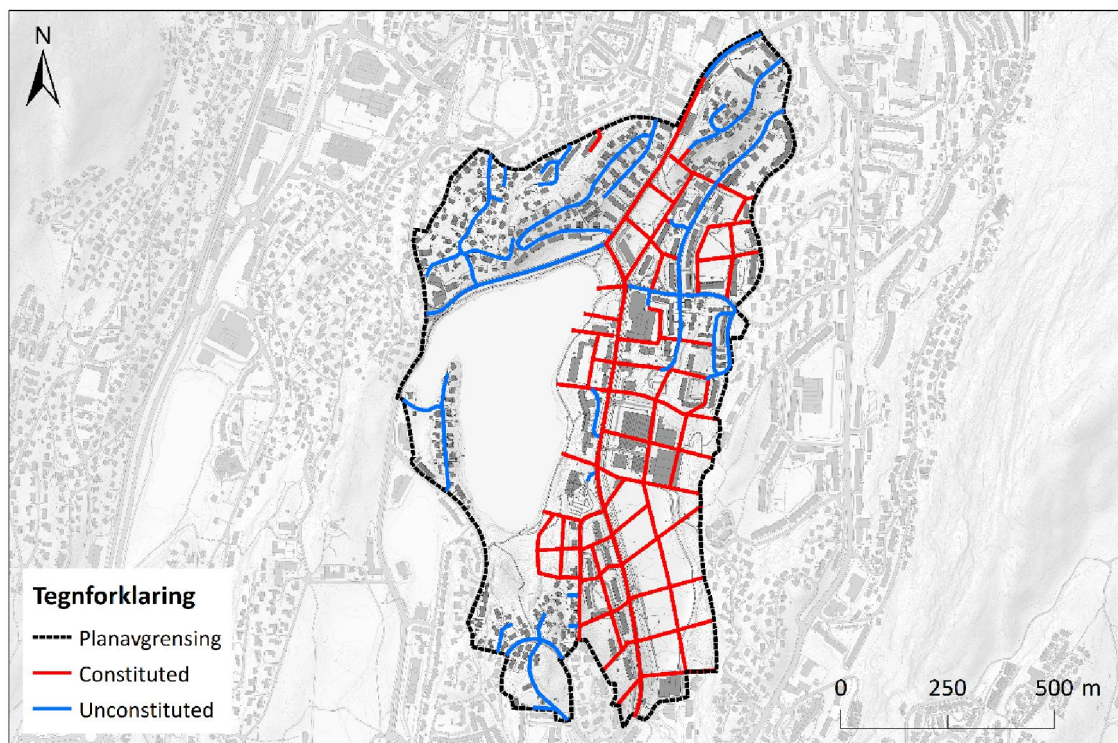 N
Tegnforklaring
Planavgrensing
Constituted
Unconstituted
0 250 500 m